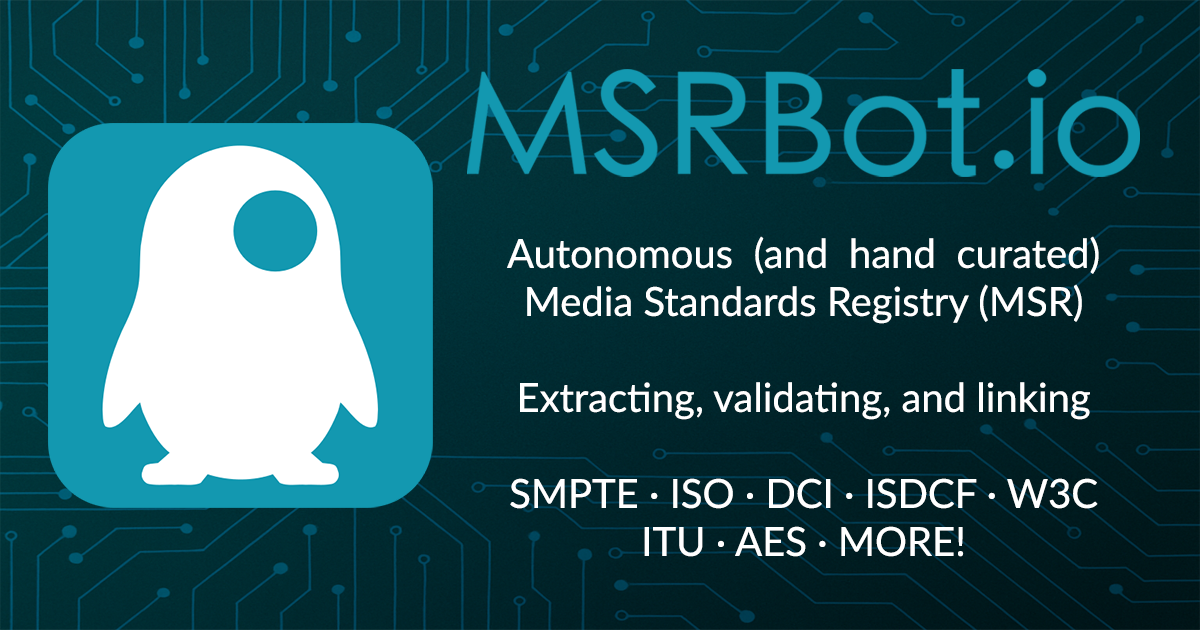 MSRBot.io
Autonomous (and hand curated)
Media Standards Registry (MSR)
Extracting, validating, and linking
SMPTE · ISO · DCI · ISDCF · W3C
ITU · AES · MORE!